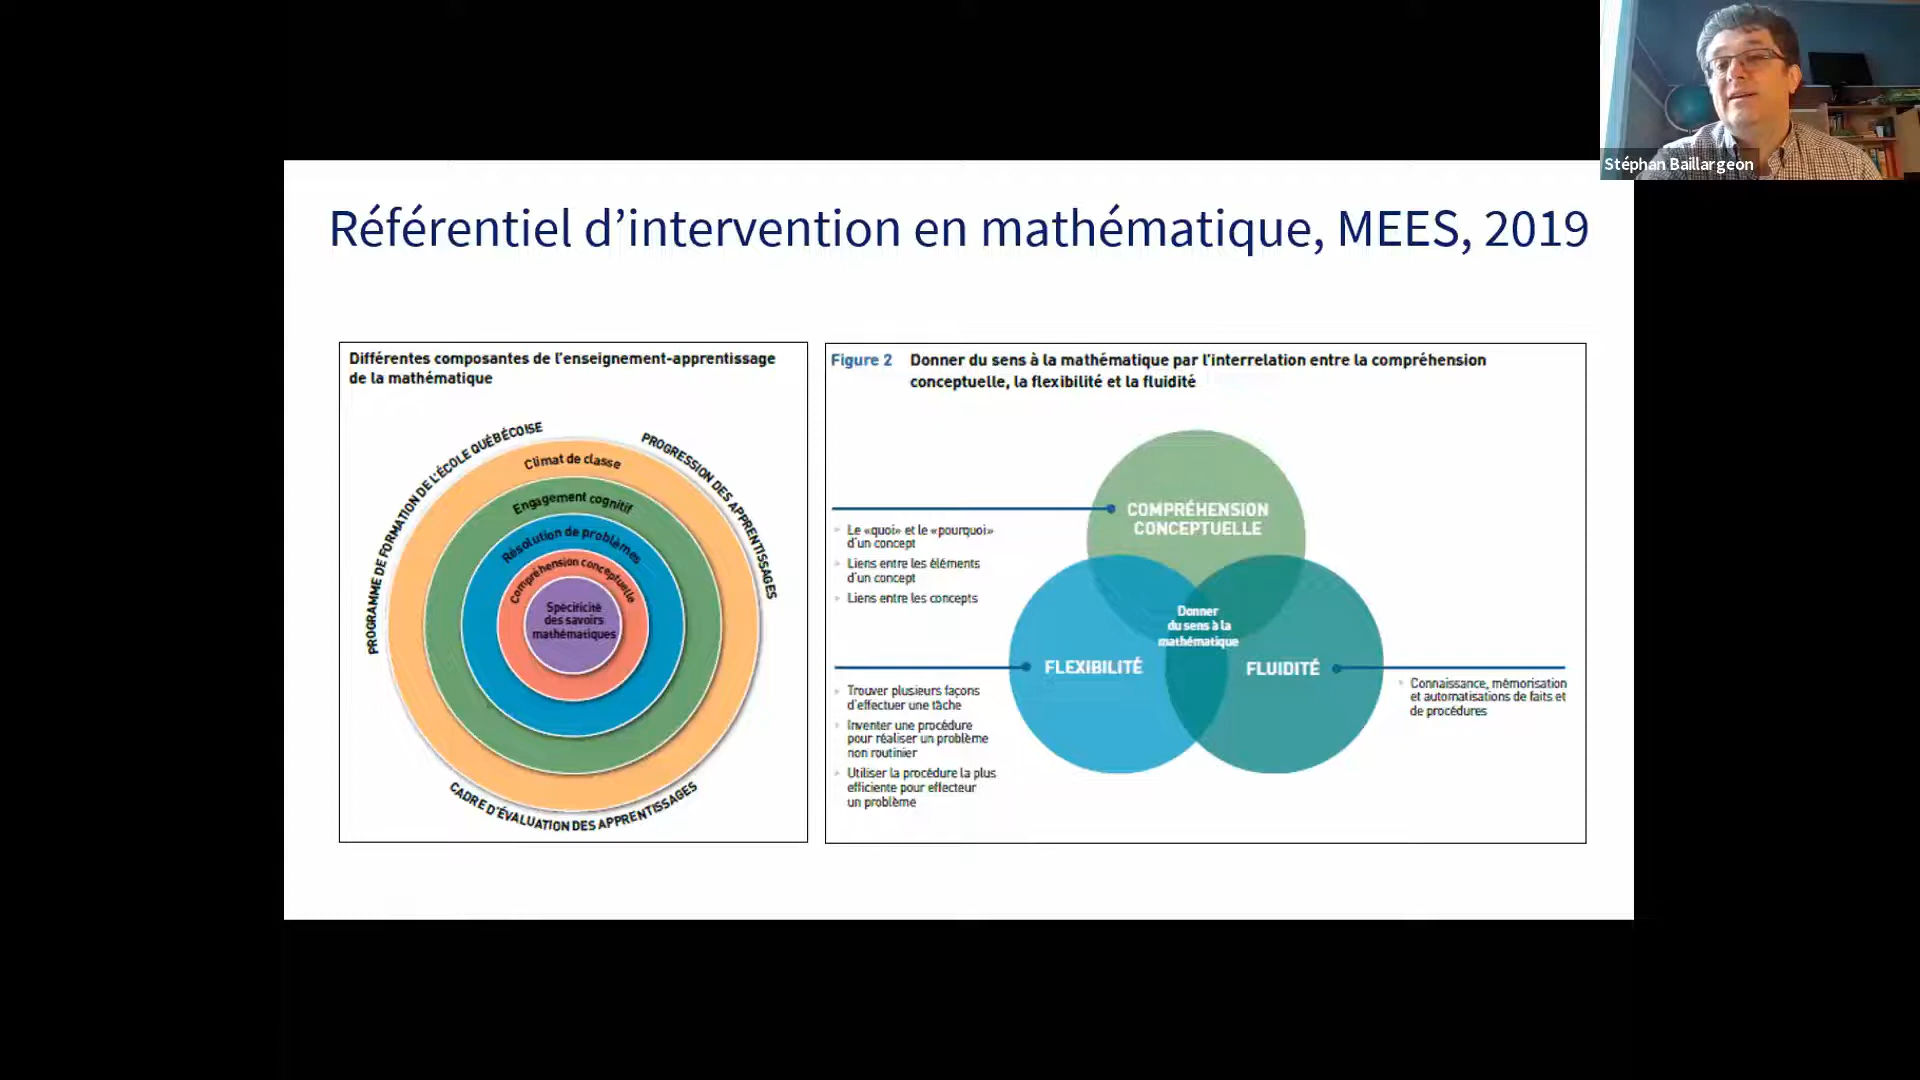 Stéphan Baillargeon
Référentiel d’intervention en mathématique, MEES, 2019
Différentes composantes de l’enseignement-apprentissage
de la mathématique
PROGRAMME DE FORMATION DE L’ÉCOLE QUÉBÉCOISE
PROGRESSION DES APPRENTISSAGES
Climat de classe
Engagement cognitif
Résolution de problèmes
Compréhension conceptuelle
Spécificité
des savoirs
mathématiques
CADRE D’ÉVALUATION DES APPRENTISSAGES
Figure 2 Donner du sens à la mathématique par l’interrelation entre la compréhension
conceptuelle, la flexibilité et la fluidité
COMPRÉHENSION
CONCEPTUELLE
Le «quoi» et le «pourquoi»
d’un concept
Liens entre les éléments
d’un concept
Liens entre les concepts
Donner
du sens à la
mathématique
FLEXIBILITÉ
FLUIDITÉ
Trouver plusieurs façons
d’effectuer une tâche
Inventer une procédure
pour réaliser un problème
non routinier
Utiliser la procédure la plus
efficiente pour effecteur
un problème
Connaissance, mémorisation
et automatisations de faits et
de procédures